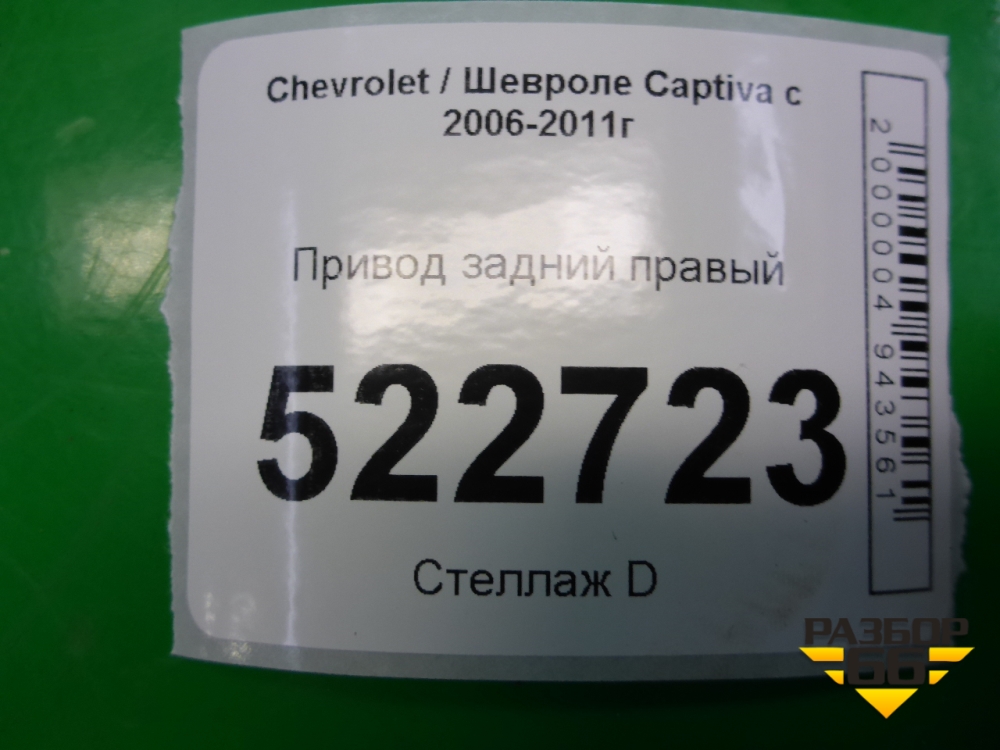 Chevrolet / Шевроле Captiva с
2006-2011г
Привод задний правый
522723
Стеллаж D
2000004943561
РАЗБОР
66